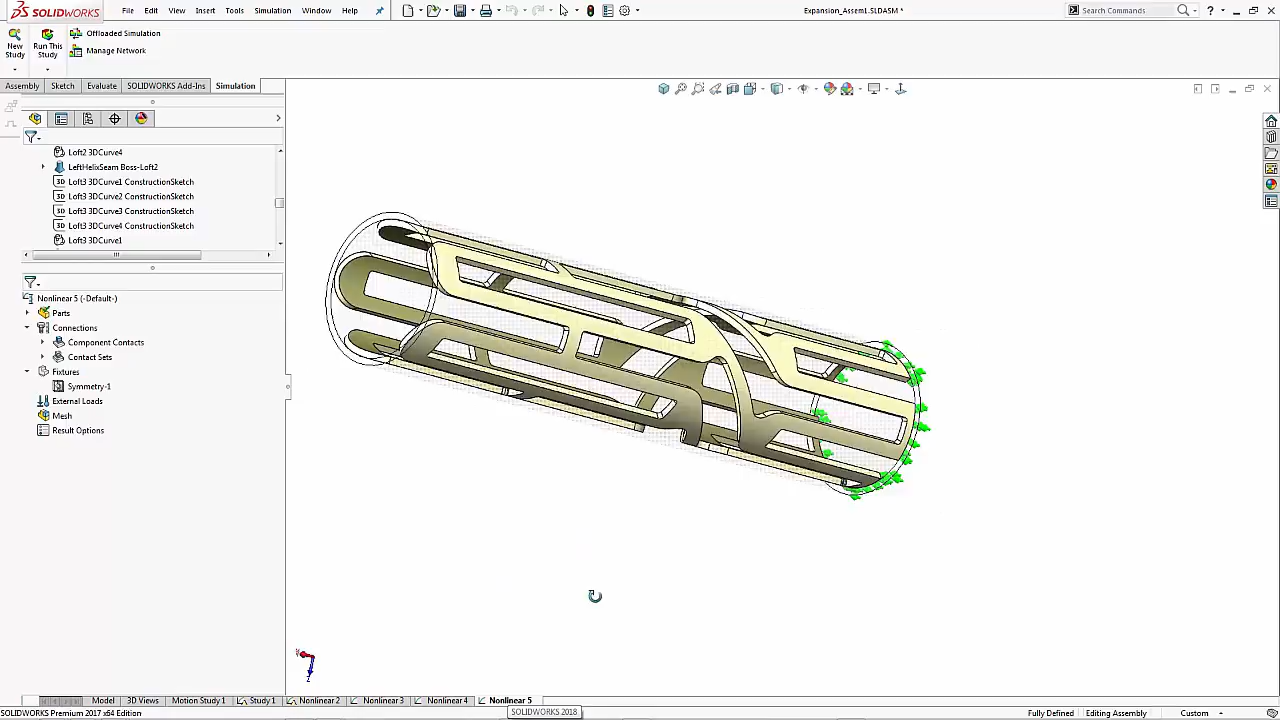 SOLIDWORKS File Edit View Insert Tools Simulation Window Help Expansion_Assem1.SLDASM * Search Commands
New Study
Run This Study
Offloaded Simulation
Manage Network
Assembly Sketch Evaluate SOLIDWORKS Add-Ins Simulation
Loft2 3DCurve4
LeftHelixSeam Boss-Loft2
3D Loft3 3DCurve1 ConstructionSketch
3D Loft3 3DCurve2 ConstructionSketch
3D Loft3 3DCurve3 ConstructionSketch
3D Loft3 3DCurve4 ConstructionSketch
Loft3 3DCurve1
Nonlinear 5 (-Default-)
Parts
Connections
Component Contacts
Contact Sets
Fixtures
Symmetry-1
External Loads
Mesh
Result Options
Z
Model 3D Views Motion Study 1 Study 1 Nonlinear 2 Nonlinear 3 Nonlinear 4 Nonlinear 5
SOLIDWORKS Premium 2017 x64 Edition SOLIDWORKS 2018 Fully Defined Editing Assembly Custom